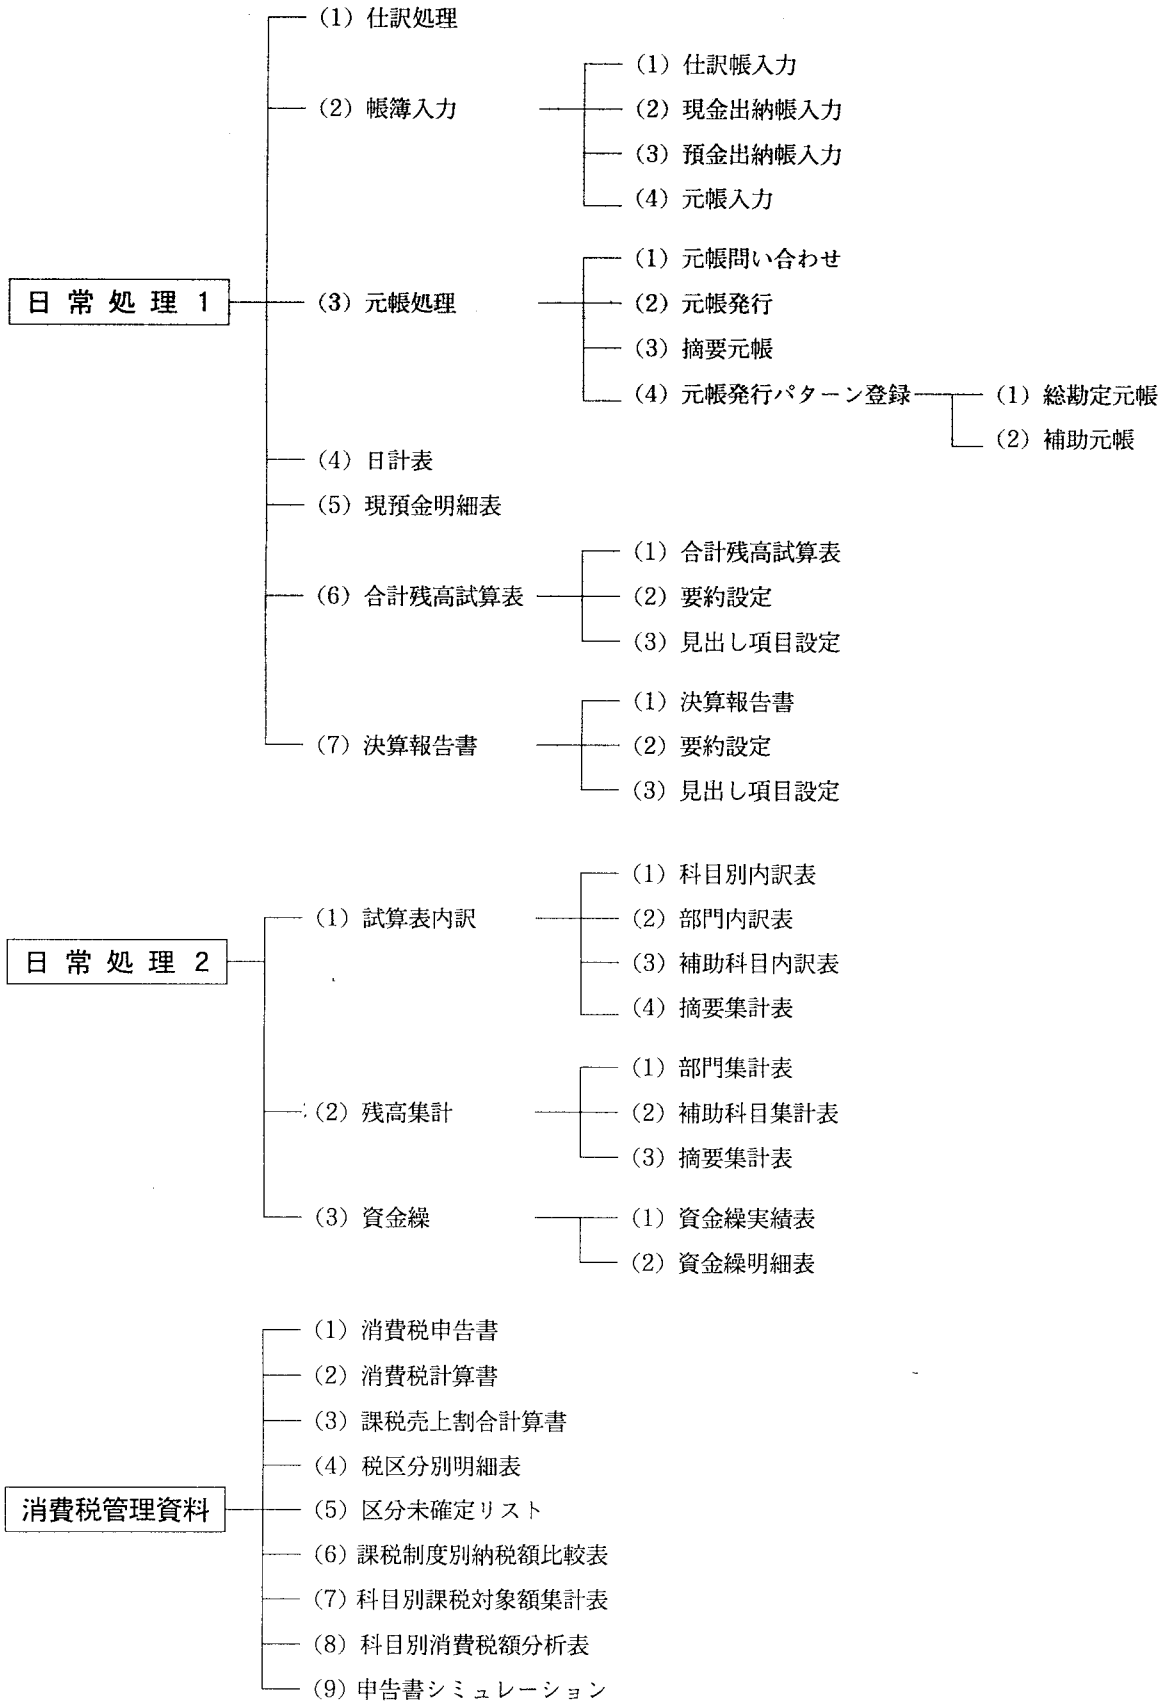 日常処理1
(1) 仕訳処理
(2) 帳簿入力
(1) 仕訳帳入力
(2) 現金出納帳入力
(3) 預金出納帳入力
(4) 元帳入力
(3) 元帳処理
(1) 元帳問い合わせ
(2) 元帳発行
(3) 摘要元帳
(4) 元帳発行パターン登録
(1) 総勘定元帳
(2) 補助元帳
(4) 日計表
(5) 現預金明細表
(6) 合計残高試算表
(1) 合計残高試算表
(2) 要約設定
(3) 見出し項目設定
(7) 決算報告書
(1) 決算報告書
(2) 要約設定
(3) 見出し項目設定
日常処理2
(1) 試算表内訳
(1) 科目別内訳表
(2) 部門内訳表
(3) 補助科目内訳表
(4) 摘要集計表
(2) 残高集計
(1) 部門集計表
(2) 補助科目集計表
(3) 摘要集計表
(3) 資金繰
(1) 資金繰実績表
(2) 資金繰明細表
消費税管理資料
(1) 消費税申告書
(2) 消費税計算書
(3) 課税売上割合計算書
(4) 税区分別明細表
(5) 区分未確定リスト
(6) 課税制度別納税額比較表
(7) 科目別課税対象額集計表
(8) 科目別消費税額分析表
(9) 申告書シミュレーション